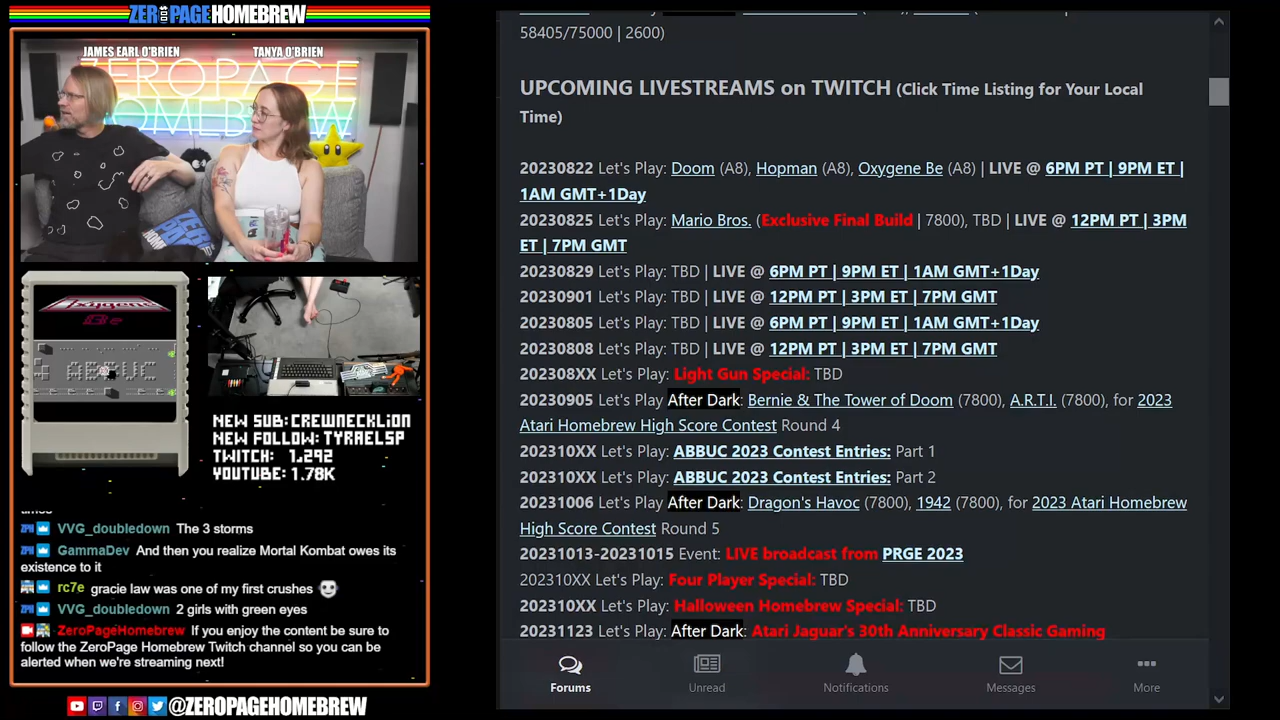 ZEROPAGEHOMEBREW
JAMES EARL O'BRIEN
TANYA O'BRIEN
ZEROPAGE
HOMEBREW
Be
ABBUC
NEW SUB: CREWNECKLION
NEW FOLLOW: TYRAELSP
TWITCH: 1,292
YOUTUBE: 1.78K
times
VVG_doubledown The 3 storms
GammaDev And then you realize Mortal Kombat owes its
existence to it
rc7e gracie law was one of my first crushes
VVG_doubledown 2 girls with green eyes
ZeroPageHomebrew If you enjoy the content be sure to
follow the ZeroPage Homebrew Twitch channel so you can be
alerted when we're streaming next!
@ZEROPAGEHOMEBREW
58405/75000 | 2600)
UPCOMING LIVESTREAMS on TWITCH (Click Time Listing for Your Local
Time)
20230822 Let's Play: Doom (A8), Hopman (A8), Oxygene Be (A8) | LIVE @ 6PM PT | 9PM ET |
1AM GMT+1Day
20230825 Let's Play: Mario Bros. (Exclusive Final Build | 7800), TBD | LIVE @ 12PM PT | 3PM
ET | 7PM GMT
20230829 Let's Play: TBD | LIVE @ 6PM PT | 9PM ET | 1AM GMT+1Day
20230901 Let's Play: TBD | LIVE @ 12PM PT | 3PM ET | 7PM GMT
20230805 Let's Play: TBD | LIVE @ 6PM PT | 9PM ET | 1AM GMT+1Day
20230808 Let's Play: TBD | LIVE @ 12PM PT | 3PM ET | 7PM GMT
202308XX Let's Play: Light Gun Special: TBD
20230905 Let's Play After Dark: Bernie & The Tower of Doom (7800), A.R.T.I. (7800), for 2023
Atari Homebrew High Score Contest Round 4
202310XX Let's Play: ABBUC 2023 Contest Entries: Part 1
202310XX Let's Play: ABBUC 2023 Contest Entries: Part 2
20231006 Let's Play After Dark: Dragon's Havoc (7800), 1942 (7800), for 2023 Atari Homebrew
High Score Contest Round 5
20231013-20231015 Event: LIVE broadcast from PRGE 2023
202310XX Let's Play: Four Player Special: TBD
202310XX Let's Play: Halloween Homebrew Special: TBD
20231123 Let's Play: After Dark: Atari Jaguar's 30th Anniversary Classic Gaming
Forums
Unread
Notifications
Messages
More